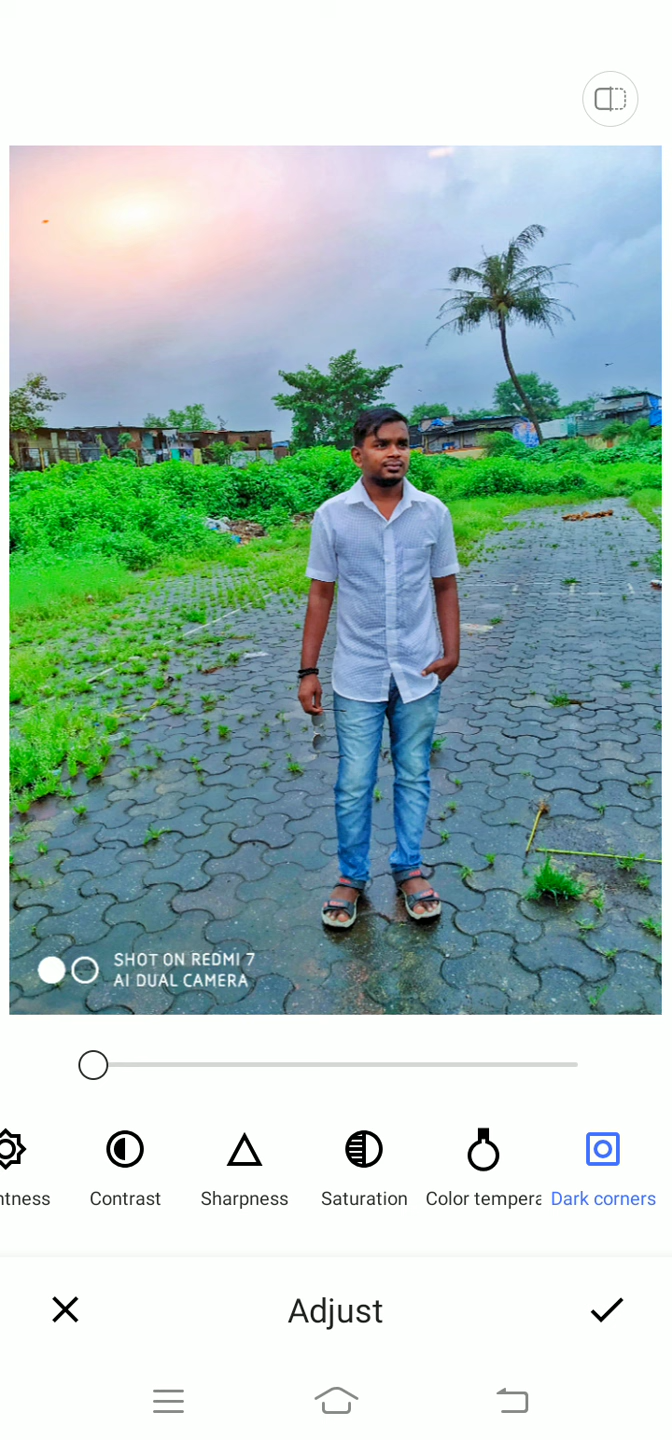 SHOT ON REDMI 7
AI DUAL CAMERA
ntness Contrast Sharpness Saturation Color tempera Dark corners
Adjust